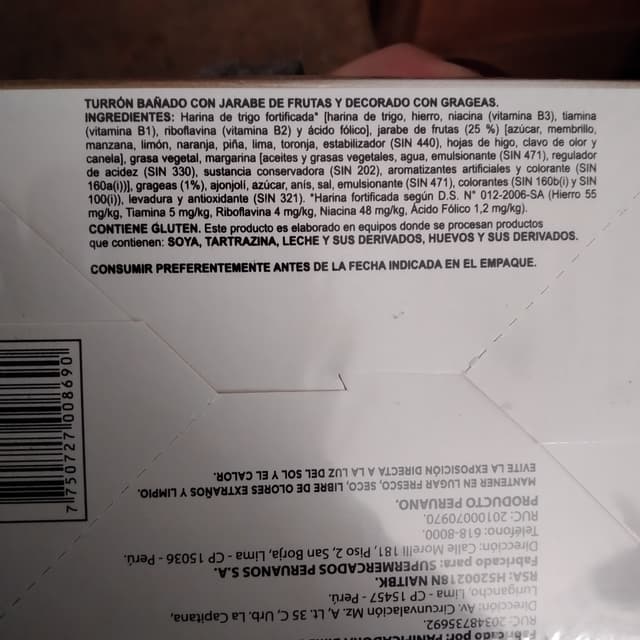 TURRÓN BAÑADO CON JARABE DE FRUTAS Y DECORADO CON GRAGEAS.
INGREDIENTES: Harina de trigo fortificada* [harina de trigo, hierro, niacina (vitamina B3), tiamina
(vitamina B1), riboflavina (vitamina B2) y ácido fólico], jarabe de frutas (25 %) [azúcar, membrillo,
manzana, limón, naranja, piña, lima, toronja, estabilizador (SIN 440), hojas de higo, clavo de olor y
canela], grasa vegetal, margarina [aceites y grasas vegetales, agua, emulsionante (SIN 471), regulador
de acidez (SIN 330), sustancia conservadora (SIN 202), aromatizantes artificiales y colorante (SIN
160a(i))], grageas (1%), ajonjolí, azúcar, anís, sal, emulsionante (SIN 471), colorantes (SIN 160b(i) y SIN
100(i)), levadura y antioxidante (SIN 321). *Harina fortificada según D.S. N° 012-2006-SA (Hierro 55
mg/kg, Tiamina 5 mg/kg, Riboflavina 4 mg/kg, Niacina 48 mg/kg, Ácido Fólico 1,2 mg/kg).
CONTIENE GLUTEN. Este producto es elaborado en equipos donde se procesan productos
que contienen: SOYA, TARTRAZINA, LECHE Y SUS DERIVADOS, HUEVOS Y SUS DERIVADOS.
CONSUMIR PREFERENTEMENTE ANTES DE LA FECHA INDICADA EN EL EMPAQUE.
7 750727 008690
Fabricado por:
RUC: 20348735692.
Dirección: Av. Circunvalación Mz. A, Lt. 35 C, Urb. La Capitana,
Lurigancho, Lima - CP 15457 - Perú.
RSA: H5200218N NAITBK.
Fabricado para: SUPERMERCADOS PERUANOS S.A
Dirección: Calle Morelli 181, Piso 2, San Borja, Lima - CP 15036 - Perú.
Teléfono: 618-8000.
RUC: 20100070970.
PRODUCTO PERUANO.
MANTENER EN LUGAR FRESCO, SECO, LIBRE DE OLORES EXTRAÑOS Y LIMPIO.
EVITE LA EXPOSICIÓN DIRECTA A LA LUZ DEL SOL Y EL CALOR.